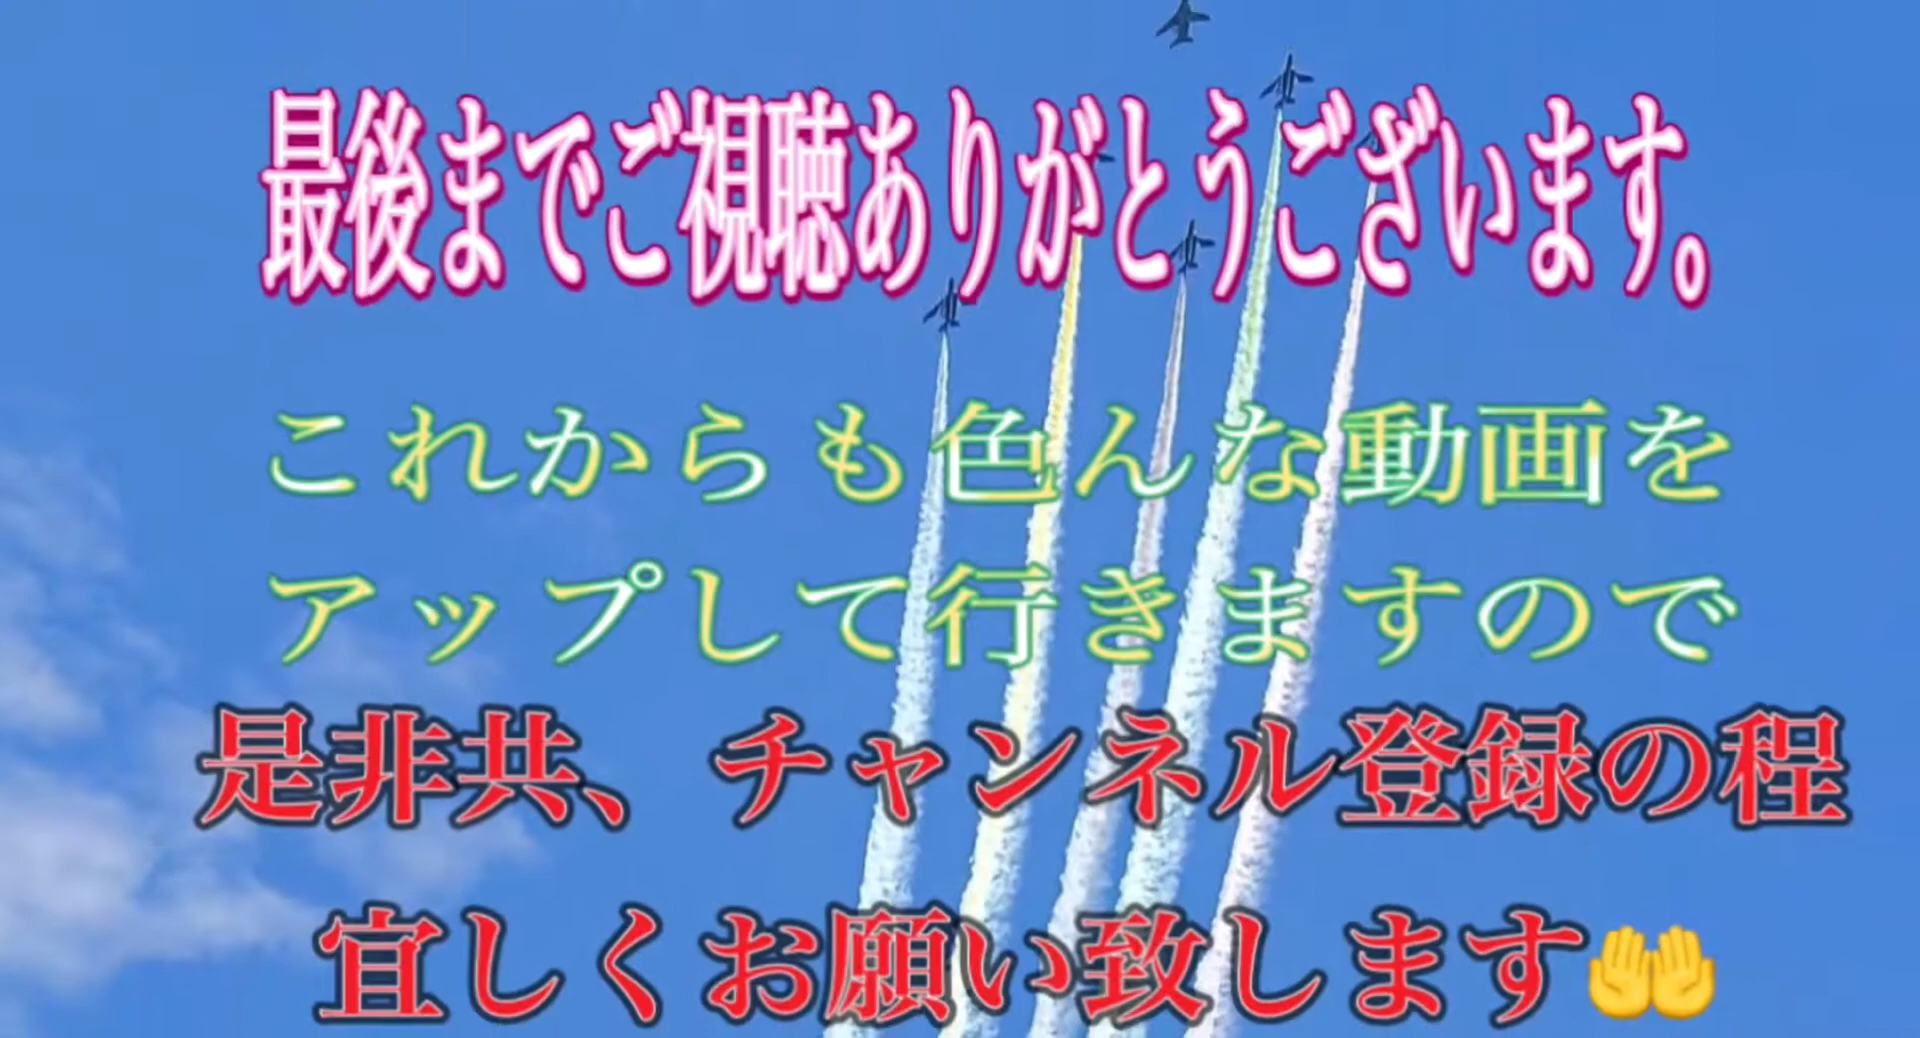 最後までご視聴ありがとうございます。
これからも色んな動画を
アップして行きますので
是非共、チャンネル登録の程
宜しくお願い致します🤲